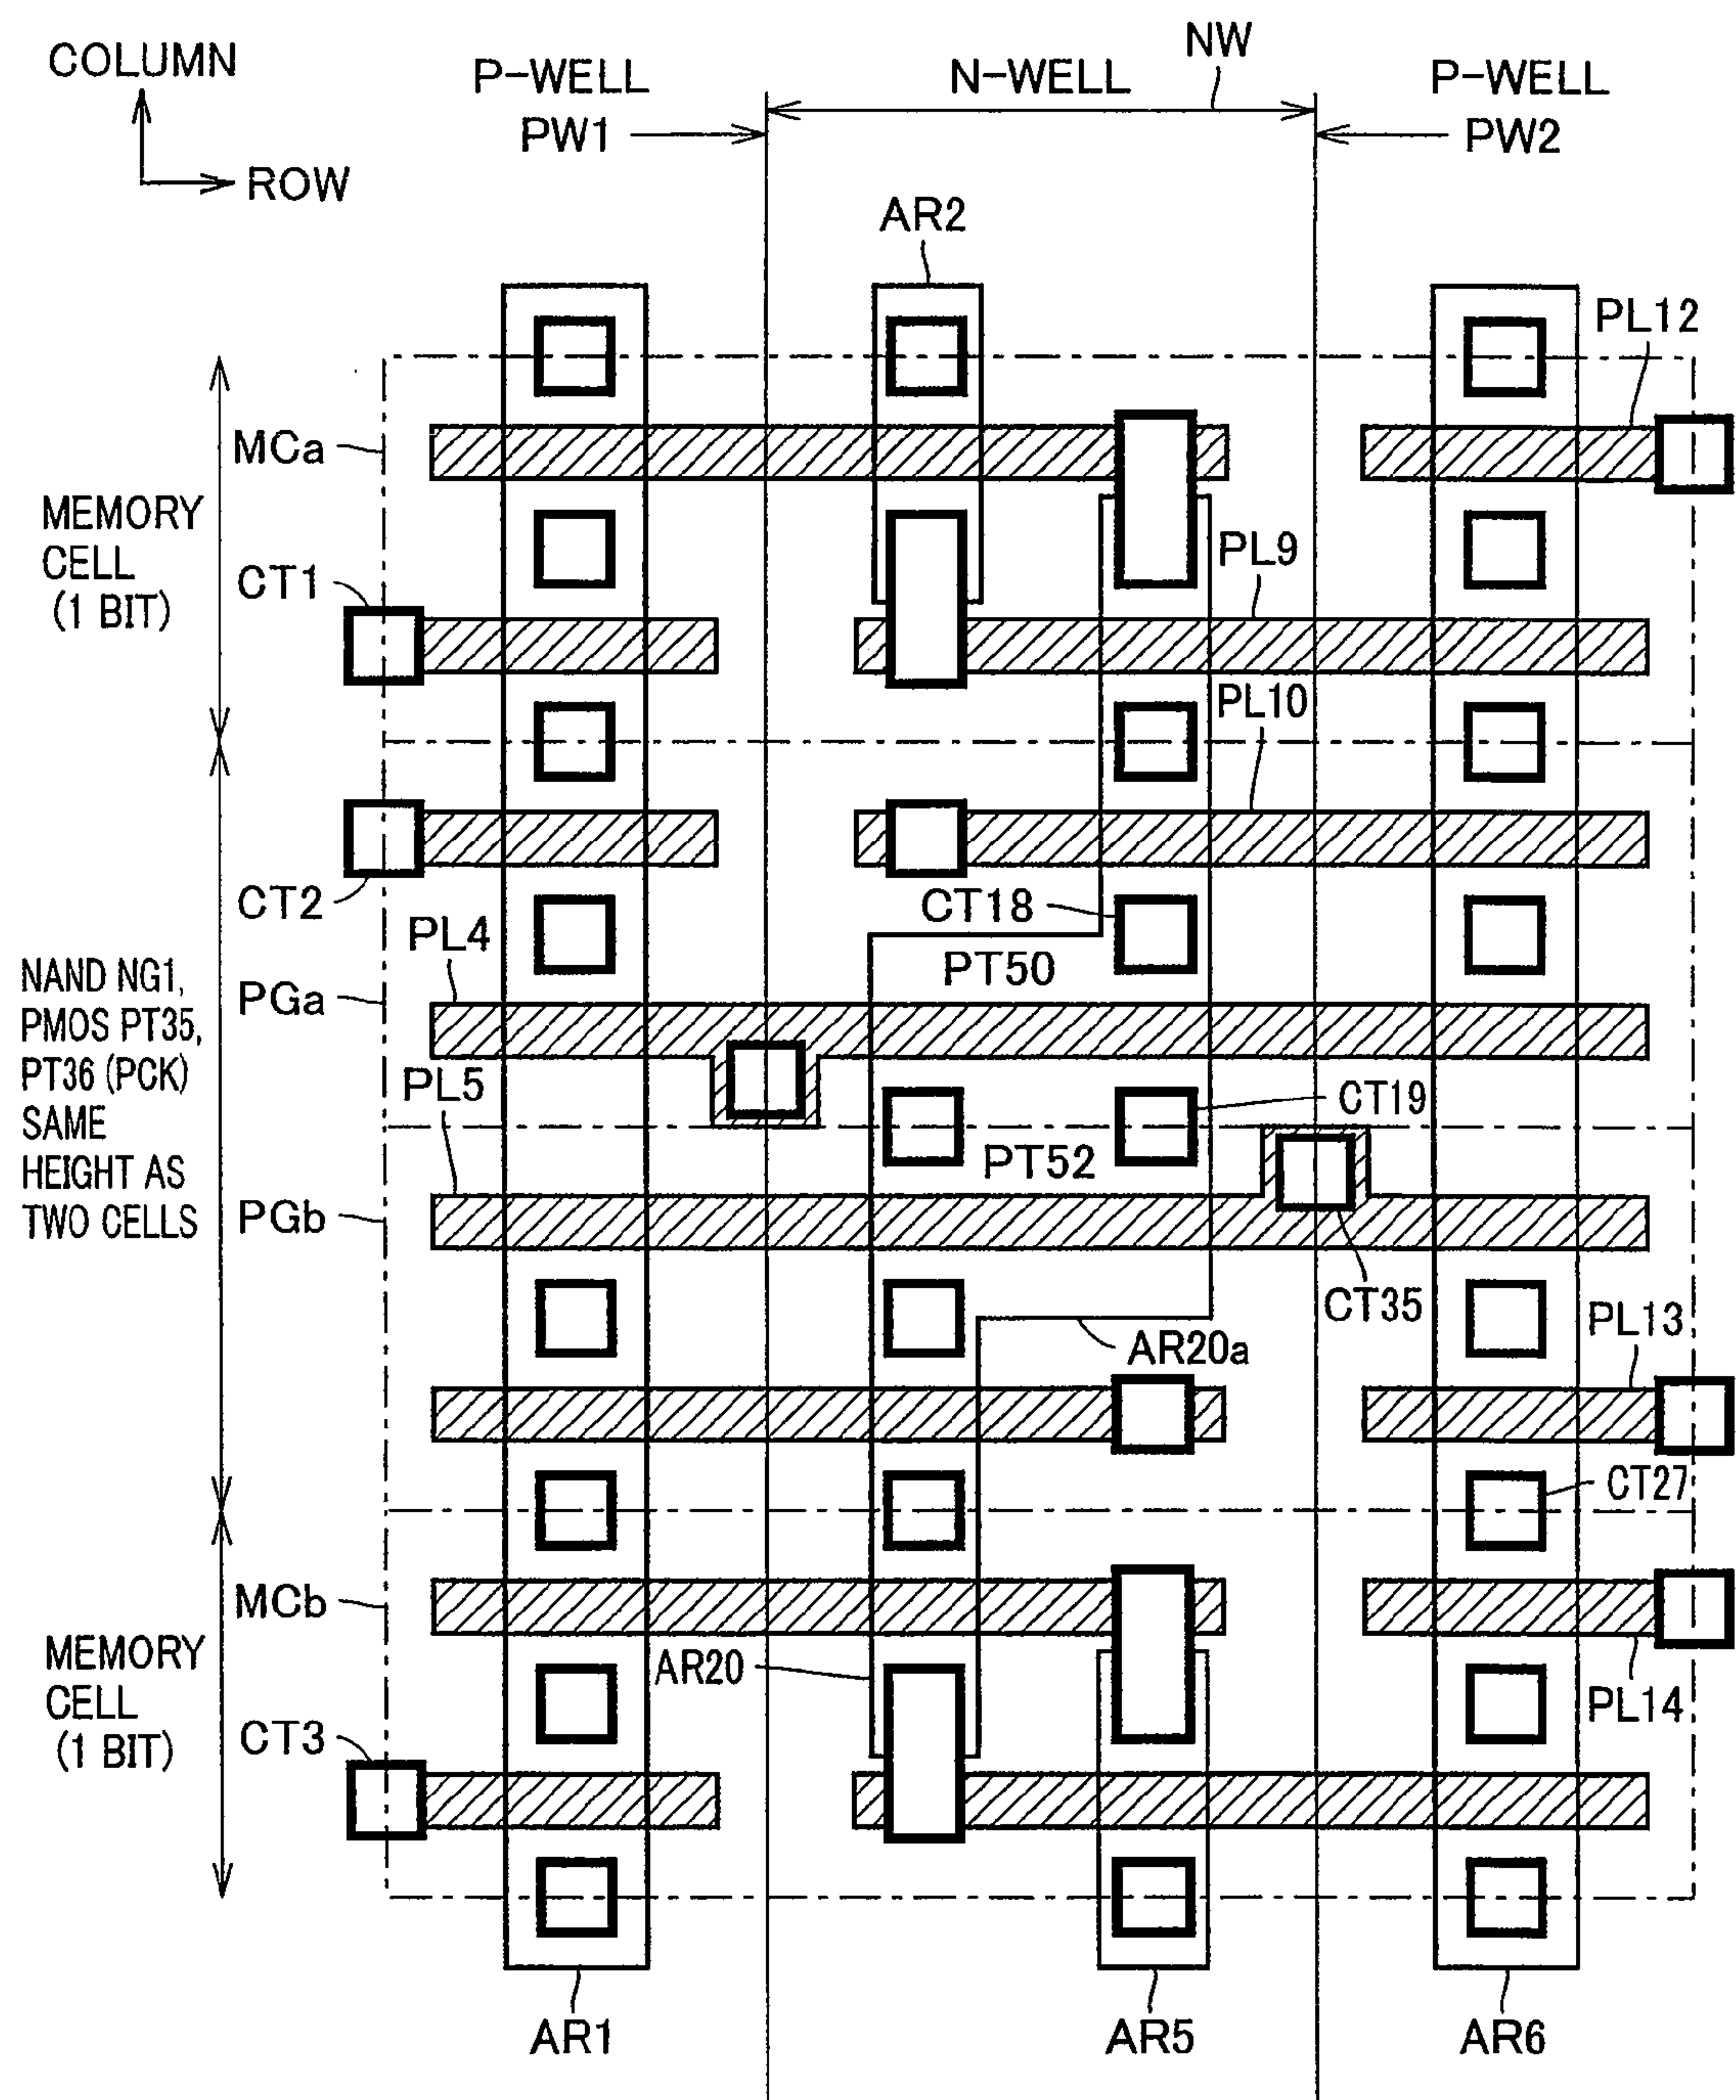 COLUMN
ROW
P-WELL
PW1
N-WELL
NW
P-WELL
PW2
AR2
PL12
MCa
MEMORY
CELL
(1 BIT)
CT1
PL9
PL10
CT2
CT18
PL4
PT50
NAND NG1,
PMOS PT35,
PT36 (PCK)
SAME
HEIGHT AS
TWO CELLS
PGa
PL5
CT19
PT52
PGb
CT35
PL13
AR20a
CT27
MCb
AR20
MEMORY
CELL
(1 BIT)
PL14
CT3
AR1
AR5
AR6